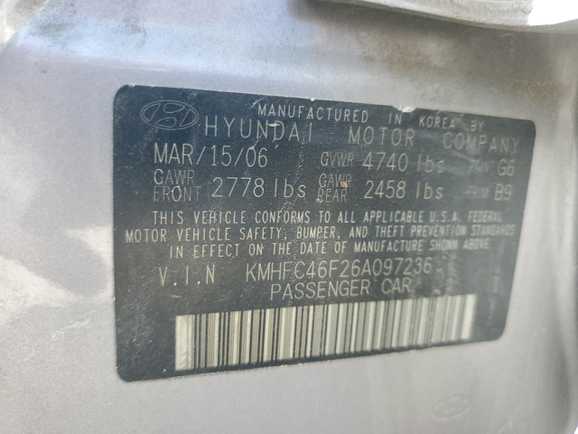 MANUFACTURED IN KOREA BY
HYUNDAI MOTOR COMPANY
MAR/15/06 GVWR 4740 lbs G6
GAWR FRONT 2778 lbs GAWR REAR 2458 lbs B9
THIS VEHICLE CONFORMS TO ALL APPLICABLE U.S.A. FEDERAL
MOTOR VEHICLE SAFETY, BUMPER, AND THEFT PREVENTION STANDARDS
IN EFFECT ON THE DATE OF MANUFACTURE SHOWN ABOVE.
V.I.N KMHFC46F26A097236
PASSENGER CAR